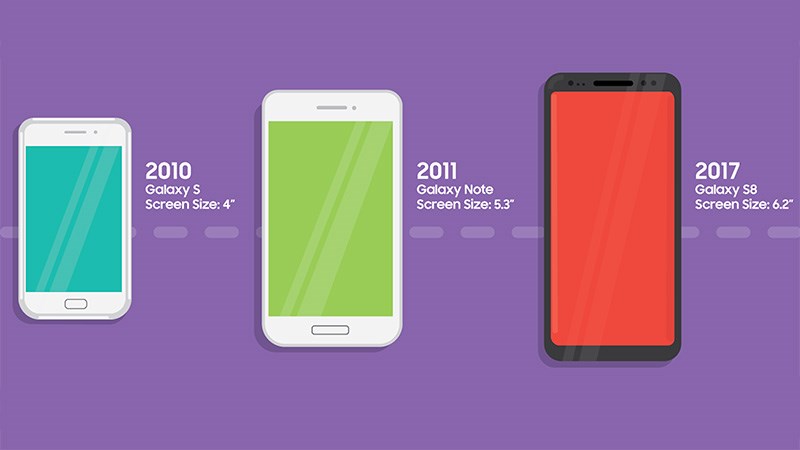 2010
Galaxy S
Screen Size: 4”
2011
Galaxy Note
Screen Size: 5.3”
2017
Galaxy S8
Screen Size: 6.2”